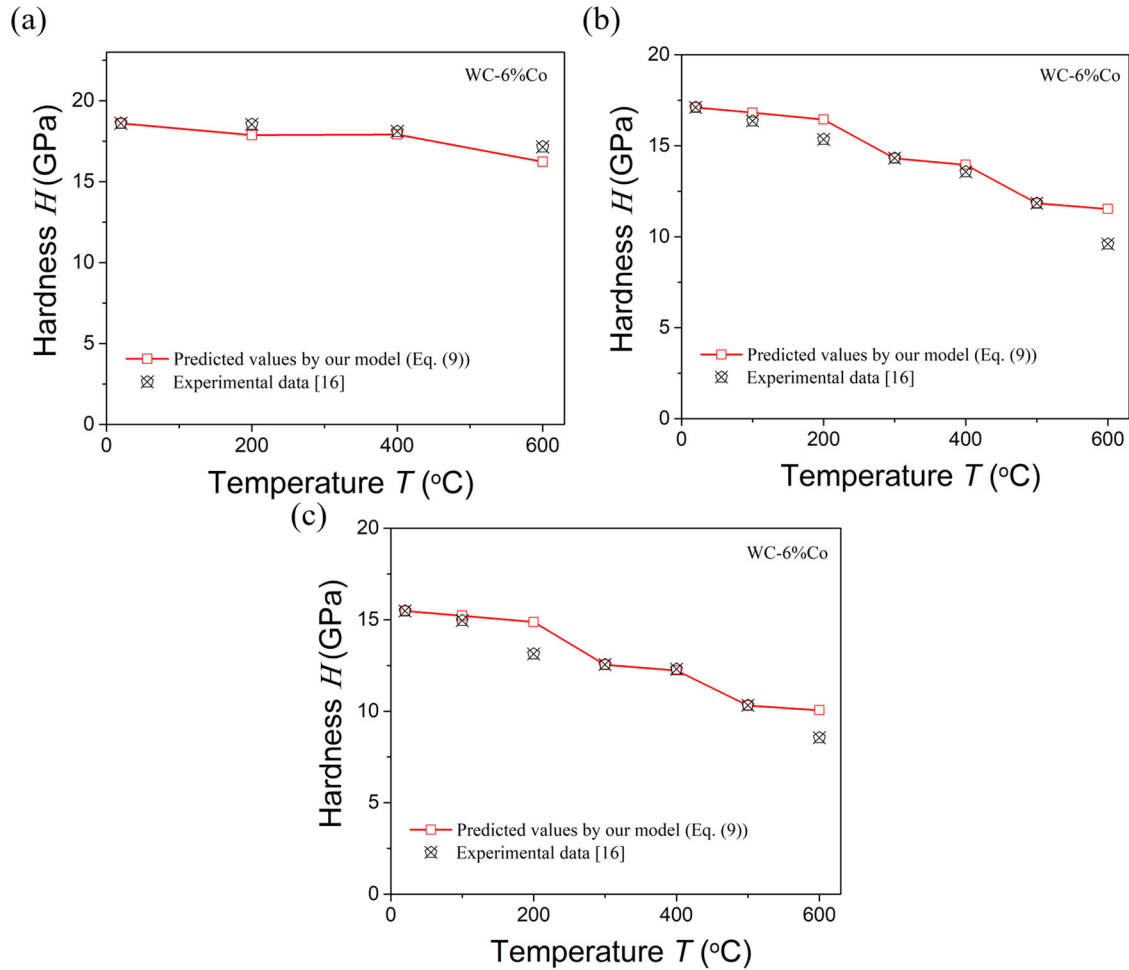 (a)
WC-6%Co
Hardness H (GPa)
20
15
10
5
0
Predicted values by our model (Eq. (9))
Experimental data [16]
0 200 400 600
Temperature T (°C)
(b)
WC-6%Co
Hardness H (GPa)
20
15
10
5
0
Predicted values by our model (Eq. (9))
Experimental data [16]
0 200 400 600
Temperature T (°C)
(c)
WC-6%Co
Hardness H (GPa)
20
15
10
5
0
Predicted values by our model (Eq. (9))
Experimental data [16]
0 200 400 600
Temperature T (°C)